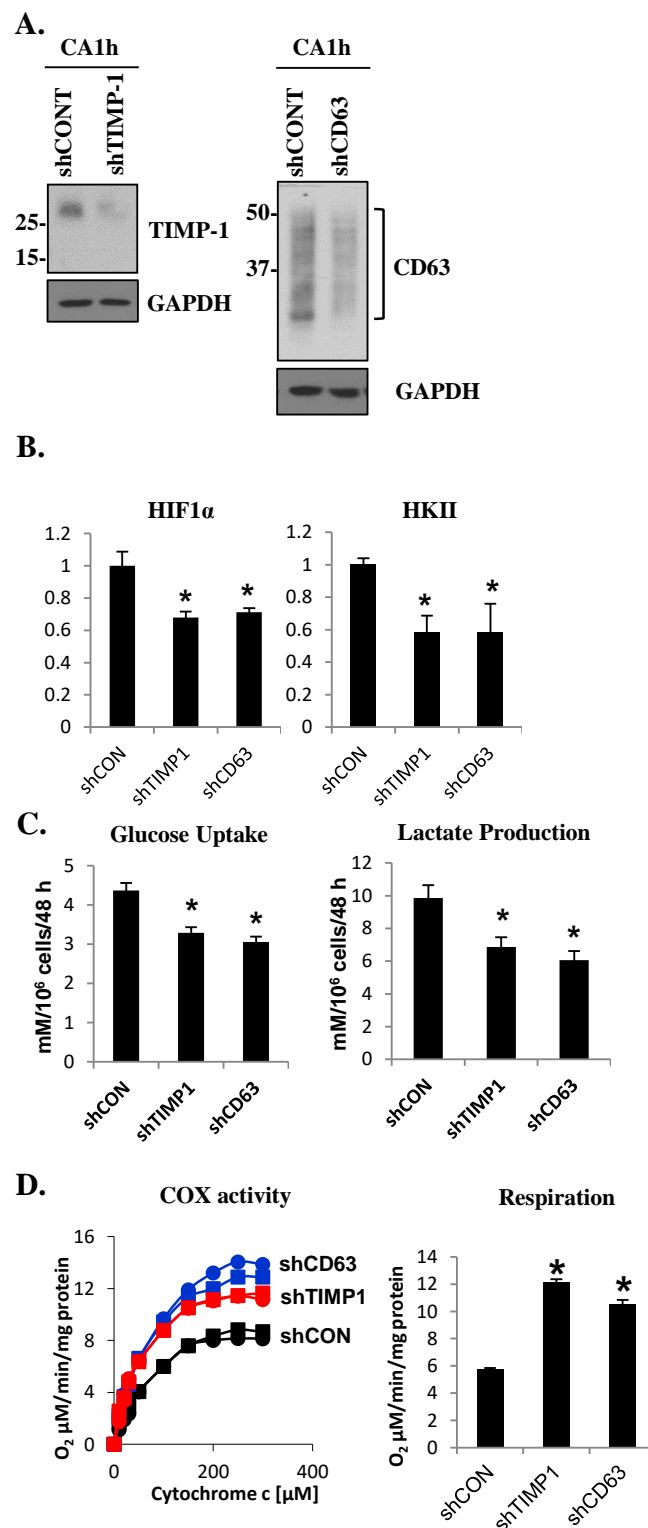 A.
CA1h
shCONT
shTIMP-1
25-
15-
TIMP-1
GAPDH
CA1h
shCONT
shCD63
50
37
CD63
GAPDH
B.
HIF1α
1.2
1
0.8
0.6
0.4
0.2
0
*
*
shCON
shTIMP1
shCD63
HKII
1.2
1
0.8
0.6
0.4
0.2
0
*
*
shCON
shTIMP1
shCD63
C.
Glucose Uptake
mM/10⁶ cells/48 h
5
4
3
2
1
0
*
*
shCON
shTIMP1
shCD63
Lactate Production
mM/10⁶ cells/48 h
12
10
8
6
4
2
0
*
*
shCON
shTIMP1
shCD63
D.
COX activity
O₂ µM/min/mg protein
16
12
8
4
0
shCD63
shTIMP1
shCON
0
200
400
Cytochrome c [µM]
Respiration
O₂ µM/min/mg protein
14
12
10
8
6
4
2
0
*
*
shCON
shTIMP1
shCD63